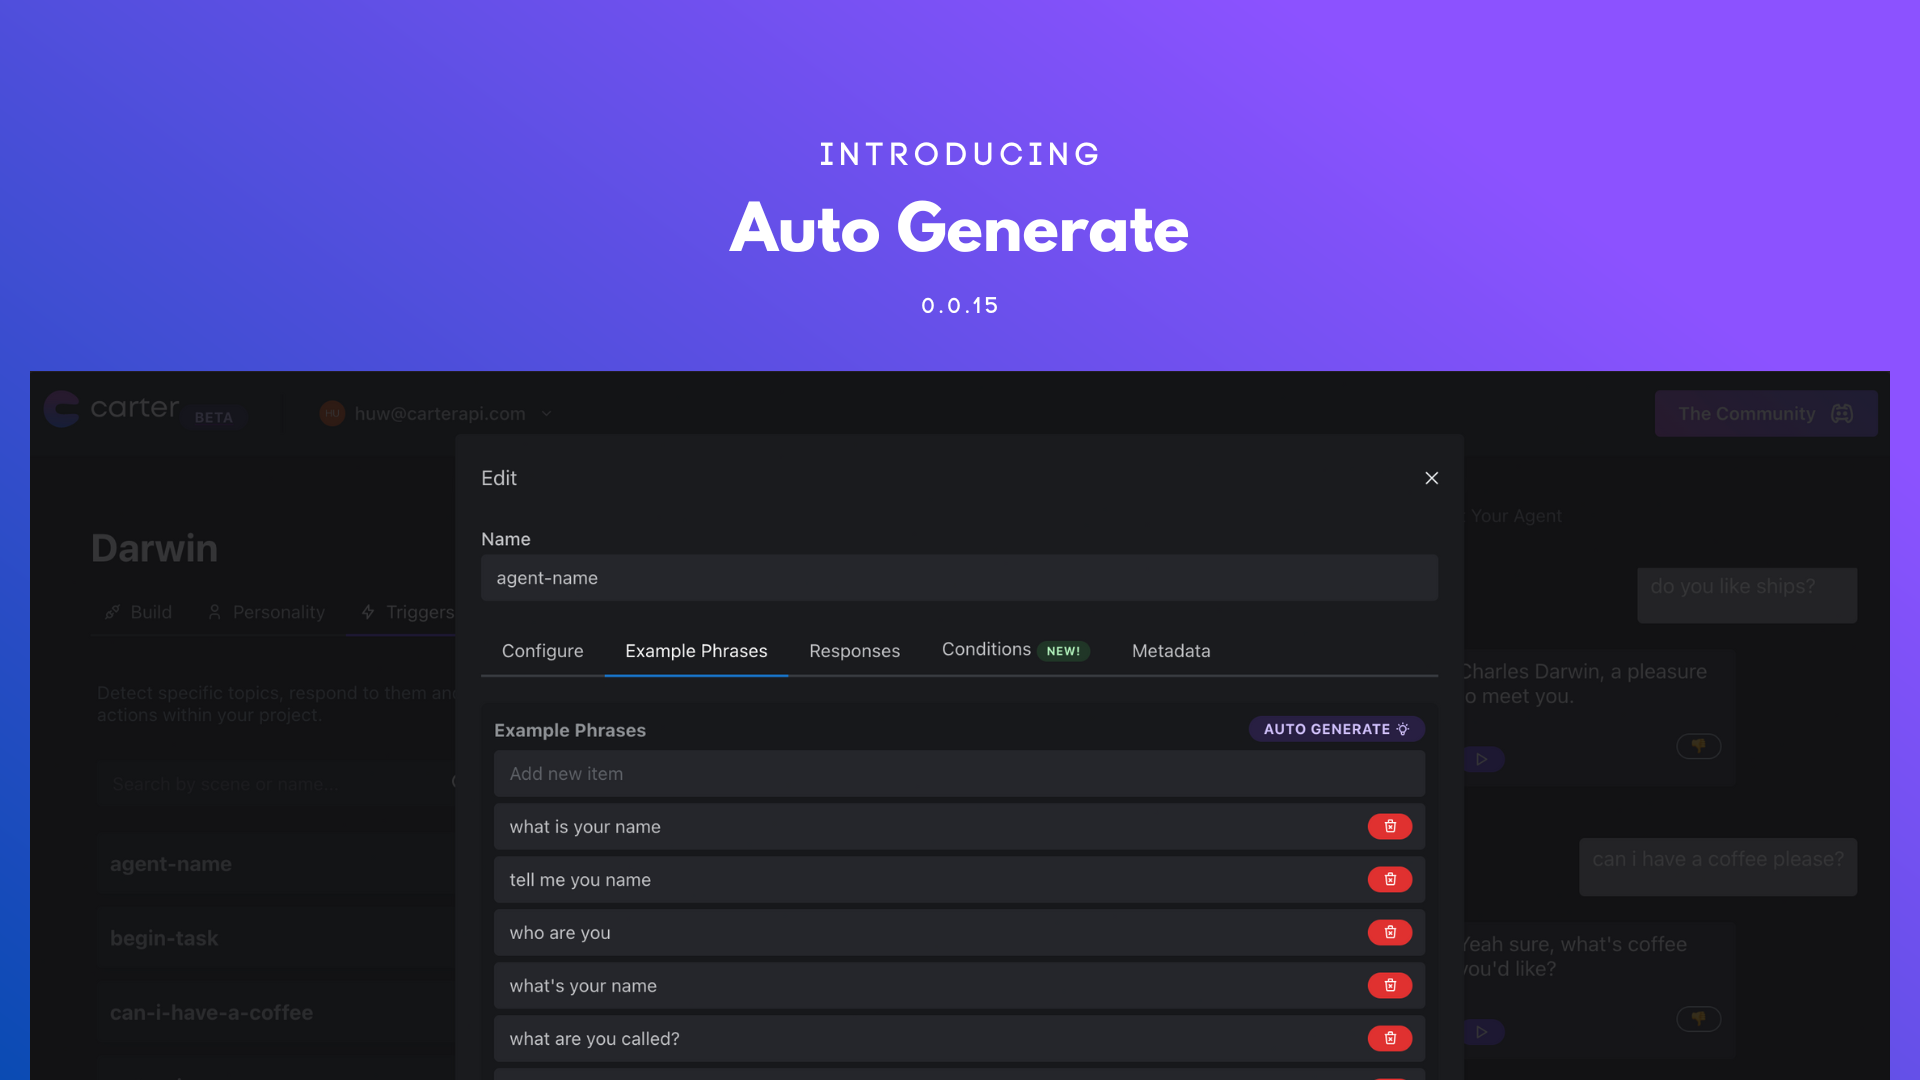 INTRODUCING
Auto Generate
0.0.15
carter
BETA
HU
huw@carterapi.com
The Community
Edit
Name
agent-name
Configure
Example Phrases
Responses
Conditions
NEW!
Metadata
Example Phrases
AUTO GENERATE
Add new item
what is your name
tell me you name
who are you
what's your name
what are you called?
Darwin
Build
Personality
Triggers
Detect specific topics, respond to them and
actions within your project.
Search by scene or name...
agent-name
begin-task
can-i-have-a-coffee
Your Agent
do you like ships?
Charles Darwin, a pleasure
to meet you.
can i have a coffee please?
Yeah sure, what's coffee
you'd like?